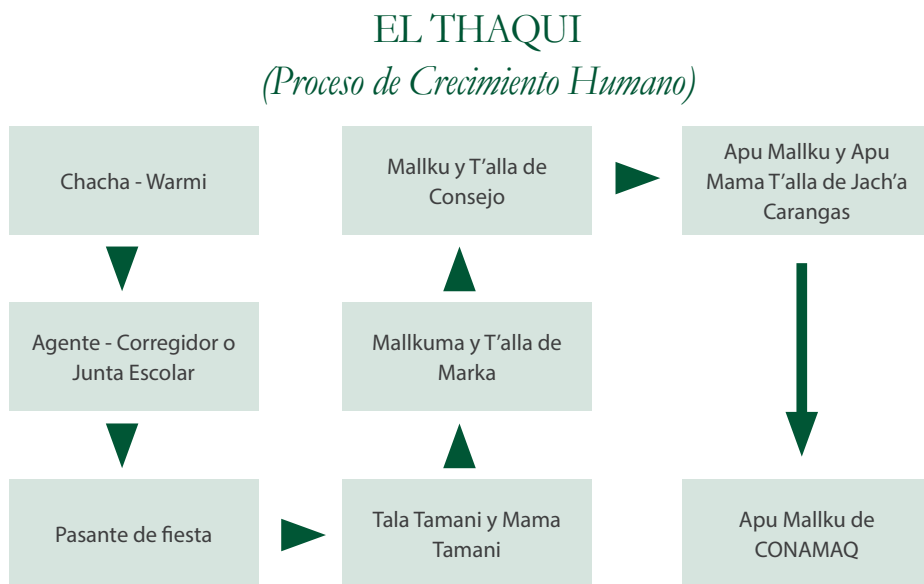 EL THAQUI
(Proceso de Crecimiento Humano)
Chacha - Warmi
Agente - Corregidor o
Junta Escolar
Pasante de fiesta
Tala Tamani y Mama
Tamani
Mallkuma y T’alla de
Marka
Mallku y T’alla de
Consejo
Apu Mallku y Apu
Mama T’alla de Jach’a
Carangas
Apu Mallku de
CONAMAQ